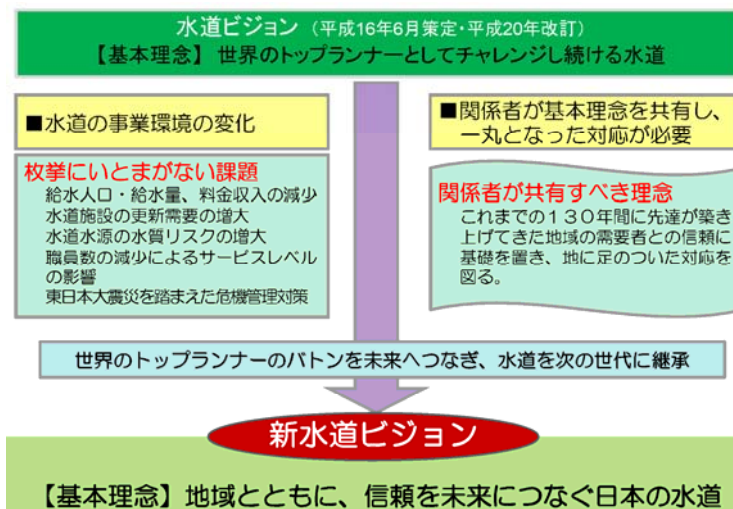 水道ビジョン（平成16年6月策定・平成20年改訂）
【基本理念】世界のトップランナーとしてチャレンジし続ける水道
■水道の事業環境の変化
枚挙にいとまがない課題
給水人口・給水量、料金収入の減少
水道施設の更新需要の増大
水道水源の水質リスクの増大
職員数の減少によるサービスレベル
の影響
東日本大震災を踏まえた危機管理対策
■関係者が基本理念を共有し、
一丸となった対応が必要
関係者が共有すべき理念
これまでの１３０年間に先達が築き
上げてきた地域の需要者との信頼に
基礎を置き、地に足のついた対応を
図る。
世界のトップランナーのバトンを未来へつなぎ、水道を次の世代に継承
新水道ビジョン
【基本理念】地域とともに、信頼を未来につなぐ日本の水道